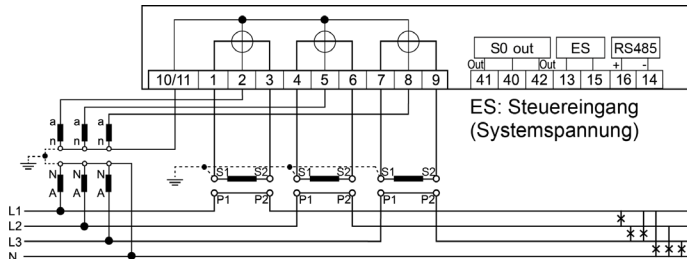 S0 out ES RS485
Out Out + -
10/11 1 2 3 4 5 6 7 8 9 41 40 42 13 15 16 14
ES: Steuereingang
(Systemspannung)
a a a
n n n
N N N
A A A
S1 S2 S1 S2 S1 S2
P1 P2 P1 P2 P1 P2
L1
L2
L3
N